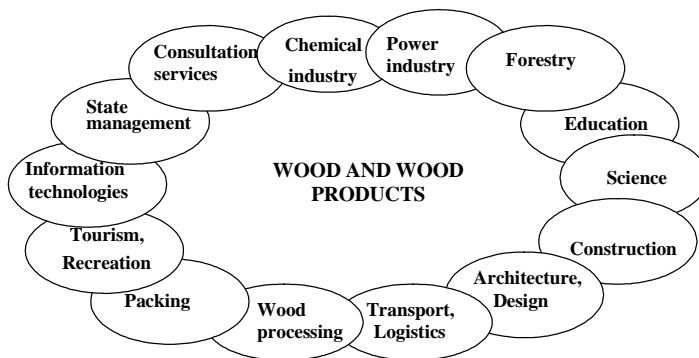 Consultation
services
Chemical
industry
Power
industry
Forestry
State
management
Education
Information
technologies
WOOD AND WOOD
PRODUCTS
Science
Tourism,
Recreation
Construction
Packing
Wood
processing
Transport,
Logistics
Architecture,
Design